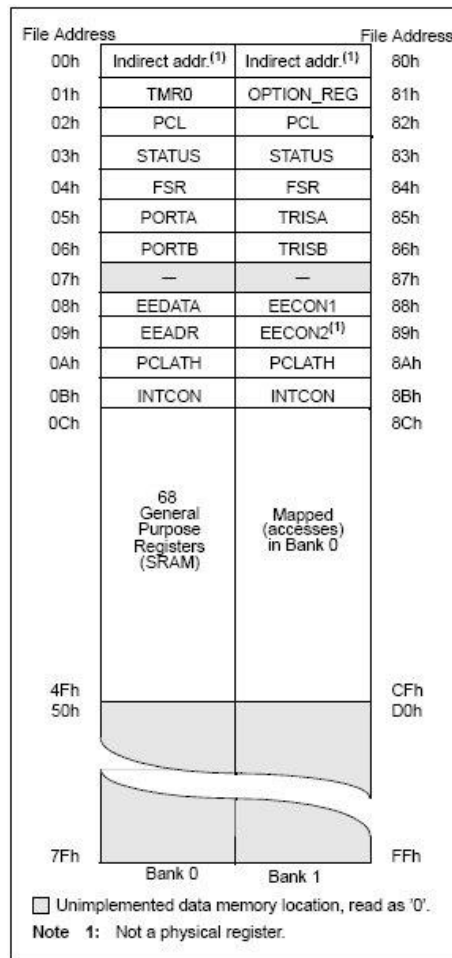 File Address File Address
00h Indirect addr.(1) Indirect addr.(1) 80h
01h TMR0 OPTION_REG 81h
02h PCL PCL 82h
03h STATUS STATUS 83h
04h FSR FSR 84h
05h PORTA TRISA 85h
06h PORTB TRISB 86h
07h — — 87h
08h EEDATA EECON1 88h
09h EEADR EECON2(1) 89h
0Ah PCLATH PCLATH 8Ah
0Bh INTCON INTCON 8Bh
0Ch 8Ch
68
General
Purpose
Registers
(SRAM)
Mapped
(accesses)
in Bank 0
4Fh CFh
50h D0h
7Fh FFh
Bank 0 Bank 1
Unimplemented data memory location, read as '0'.
Note 1: Not a physical register.